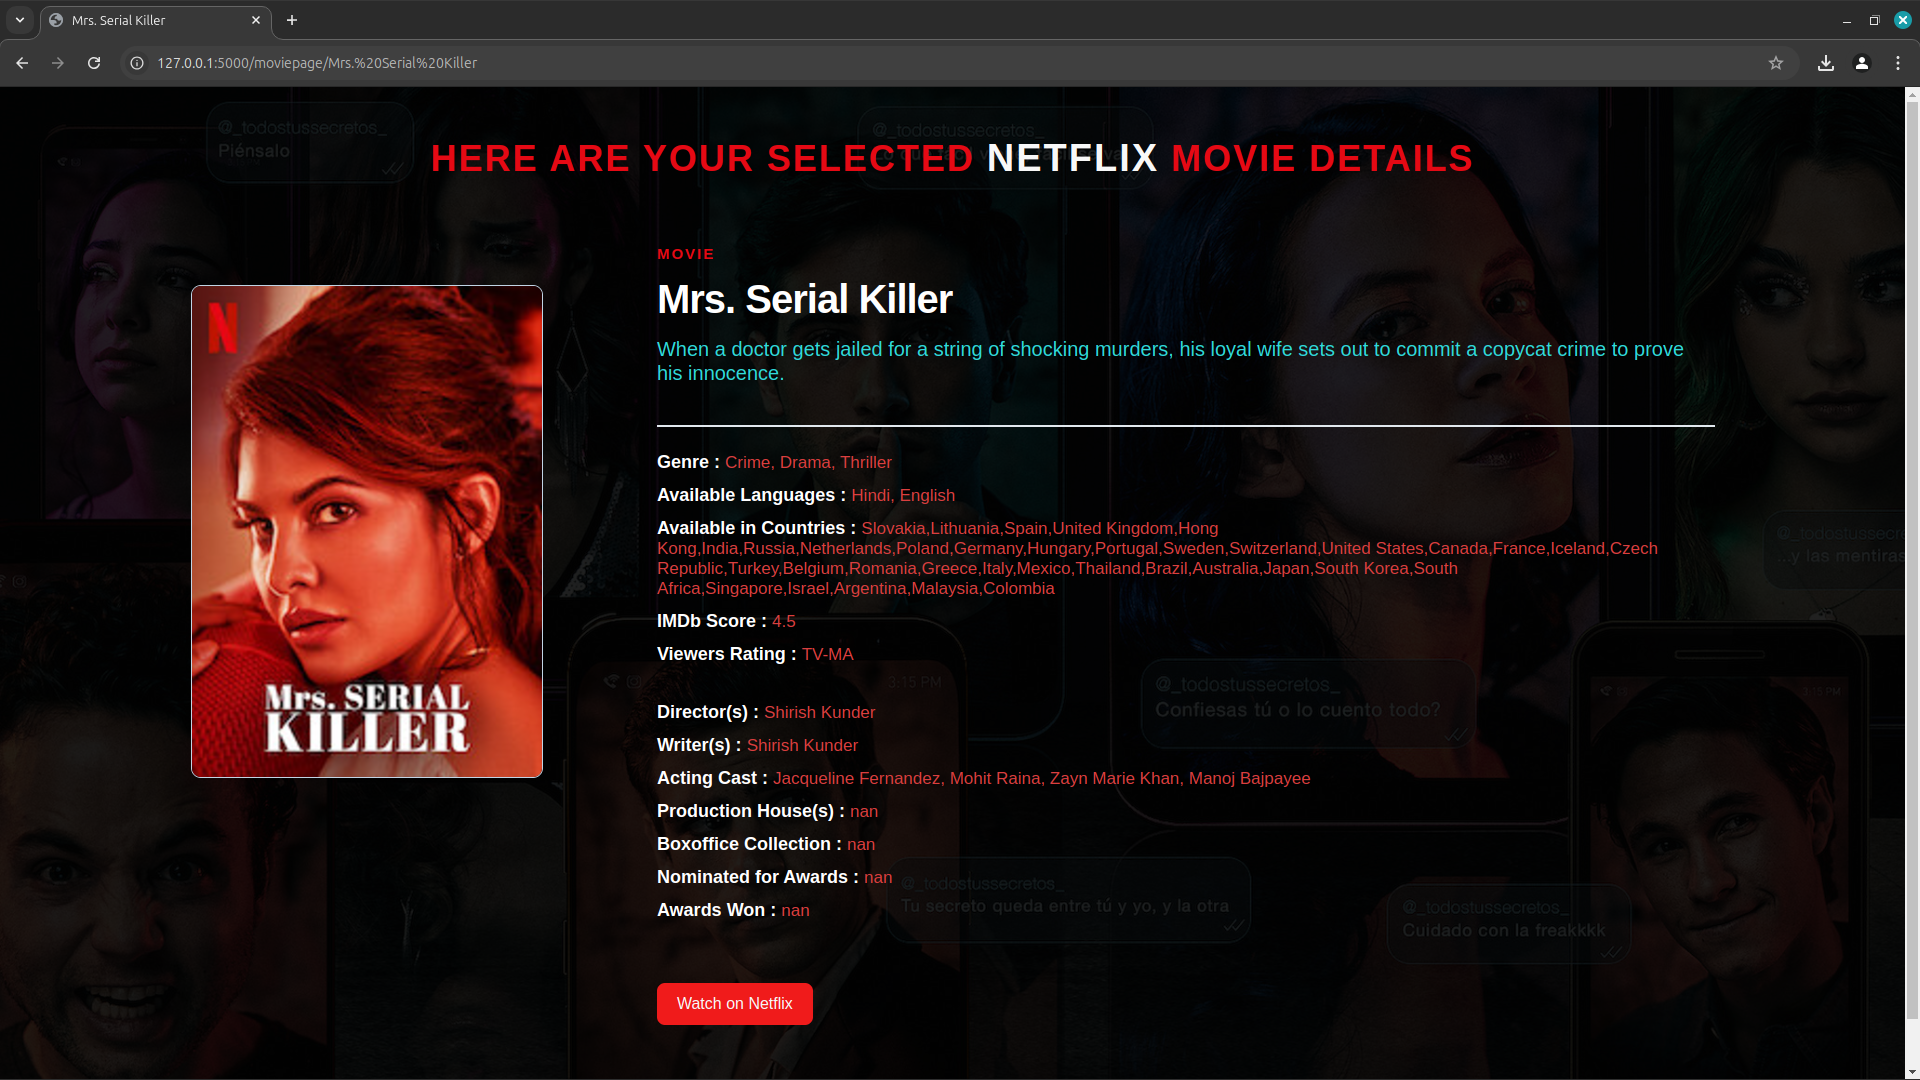 Mrs. Serial Killer
127.0.0.1:5000/moviepage/Mrs.%20Serial%20Killer
@_todostussecretos_
Piénsalo
@_todostussecretos_
HERE ARE YOUR SELECTED NETFLIX MOVIE DETAILS
MOVIE
Mrs. Serial Killer
When a doctor gets jailed for a string of shocking murders, his loyal wife sets out to commit a copycat crime to prove
his innocence.
N
Mrs. SERIAL
KILLER
Genre : Crime, Drama, Thriller
Available Languages : Hindi, English
Available in Countries : Slovakia,Lithuania,Spain,United Kingdom,Hong
Kong,India,Russia,Netherlands,Poland,Germany,Hungary,Portugal,Sweden,Switzerland,United States,Canada,France,Iceland,Czech
Republic,Turkey,Belgium,Romania,Greece,Italy,Mexico,Thailand,Brazil,Australia,Japan,South Korea,South
Africa,Singapore,Israel,Argentina,Malaysia,Colombia
@_todostussecretos_
...y las mentiras
IMDb Score : 4.5
Viewers Rating : TV-MA
3:15 PM
@_todostussecretos_
Confiesas tú o lo cuento todo?
3:15 PM
Director(s) : Shirish Kunder
Writer(s) : Shirish Kunder
Acting Cast : Jacqueline Fernandez, Mohit Raina, Zayn Marie Khan, Manoj Bajpayee
Production House(s) : nan
Boxoffice Collection : nan
Nominated for Awards : nan
Awards Won : nan
@_todostussecretos_
Tu secreto queda entre tú y yo, y la otra
@_todostussecretos_
Cuidado con la freakkkk
Watch on Netflix